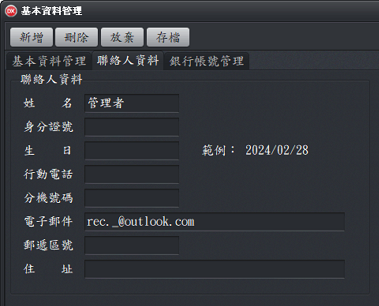 基本資料管理
新增 刪除 放棄 存檔
基本資料管理 聯絡人資料 銀行帳號管理
聯絡人資料
姓 名 管理者
身分證號
生 日 範例： 2024/02/28
行動電話
分機號碼
電子郵件 rec._@outlook.com
郵遞區號
住 址